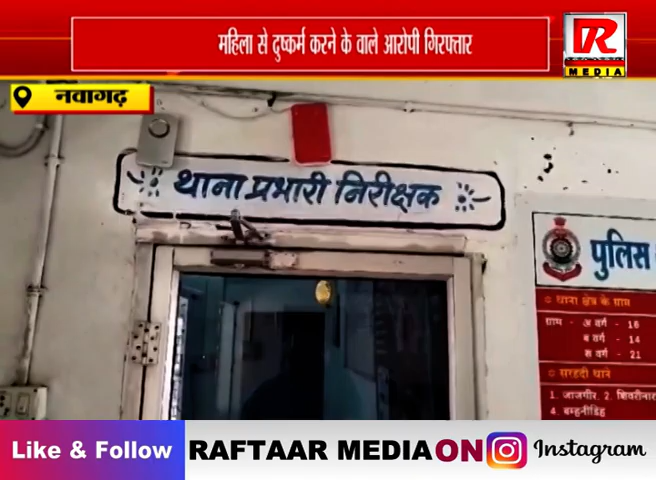 महिला से दुष्कर्म करने के वाले आरोपी गिरफ्तार
R
MEDIA
नवागढ़
थाना प्रभारी निरीक्षक
पुलिस
थाना क्षेत्र के ग्राम
ग्राम - अ वर्ग - 16
ब वर्ग - 14
स वर्ग - 21
सरहदी थाने
1. जांजगीर 2. शिवरीनार
4. बम्हनीडिह
Like & Follow RAFTAAR MEDIA ON Instagram